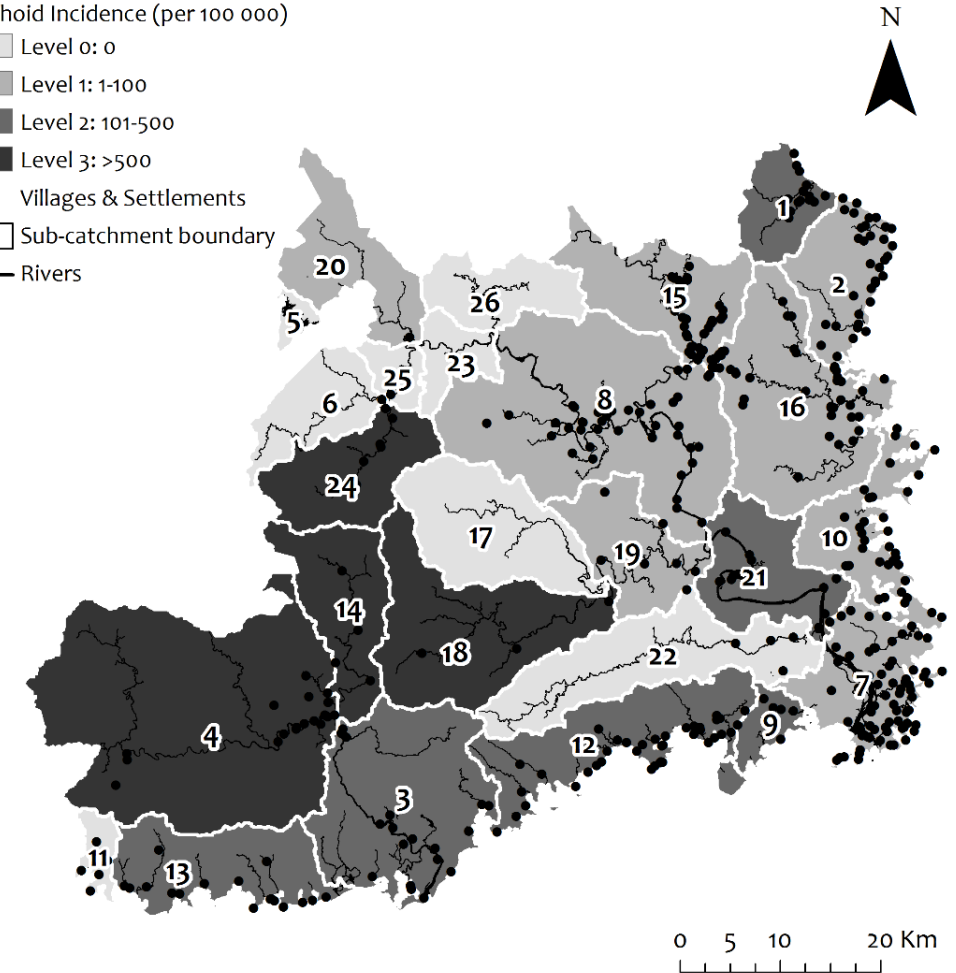 hoid Incidence (per 100 000)
Level 0: 0
Level 1: 1-100
Level 2: 101-500
Level 3: >500
Villages & Settlements
Sub-catchment boundary
Rivers
N
1
20
2
26
15
5
23
25
6
8
16
24
17
10
19
21
14
18
22
7
9
4
12
3
11
13
0 5 10 20 Km